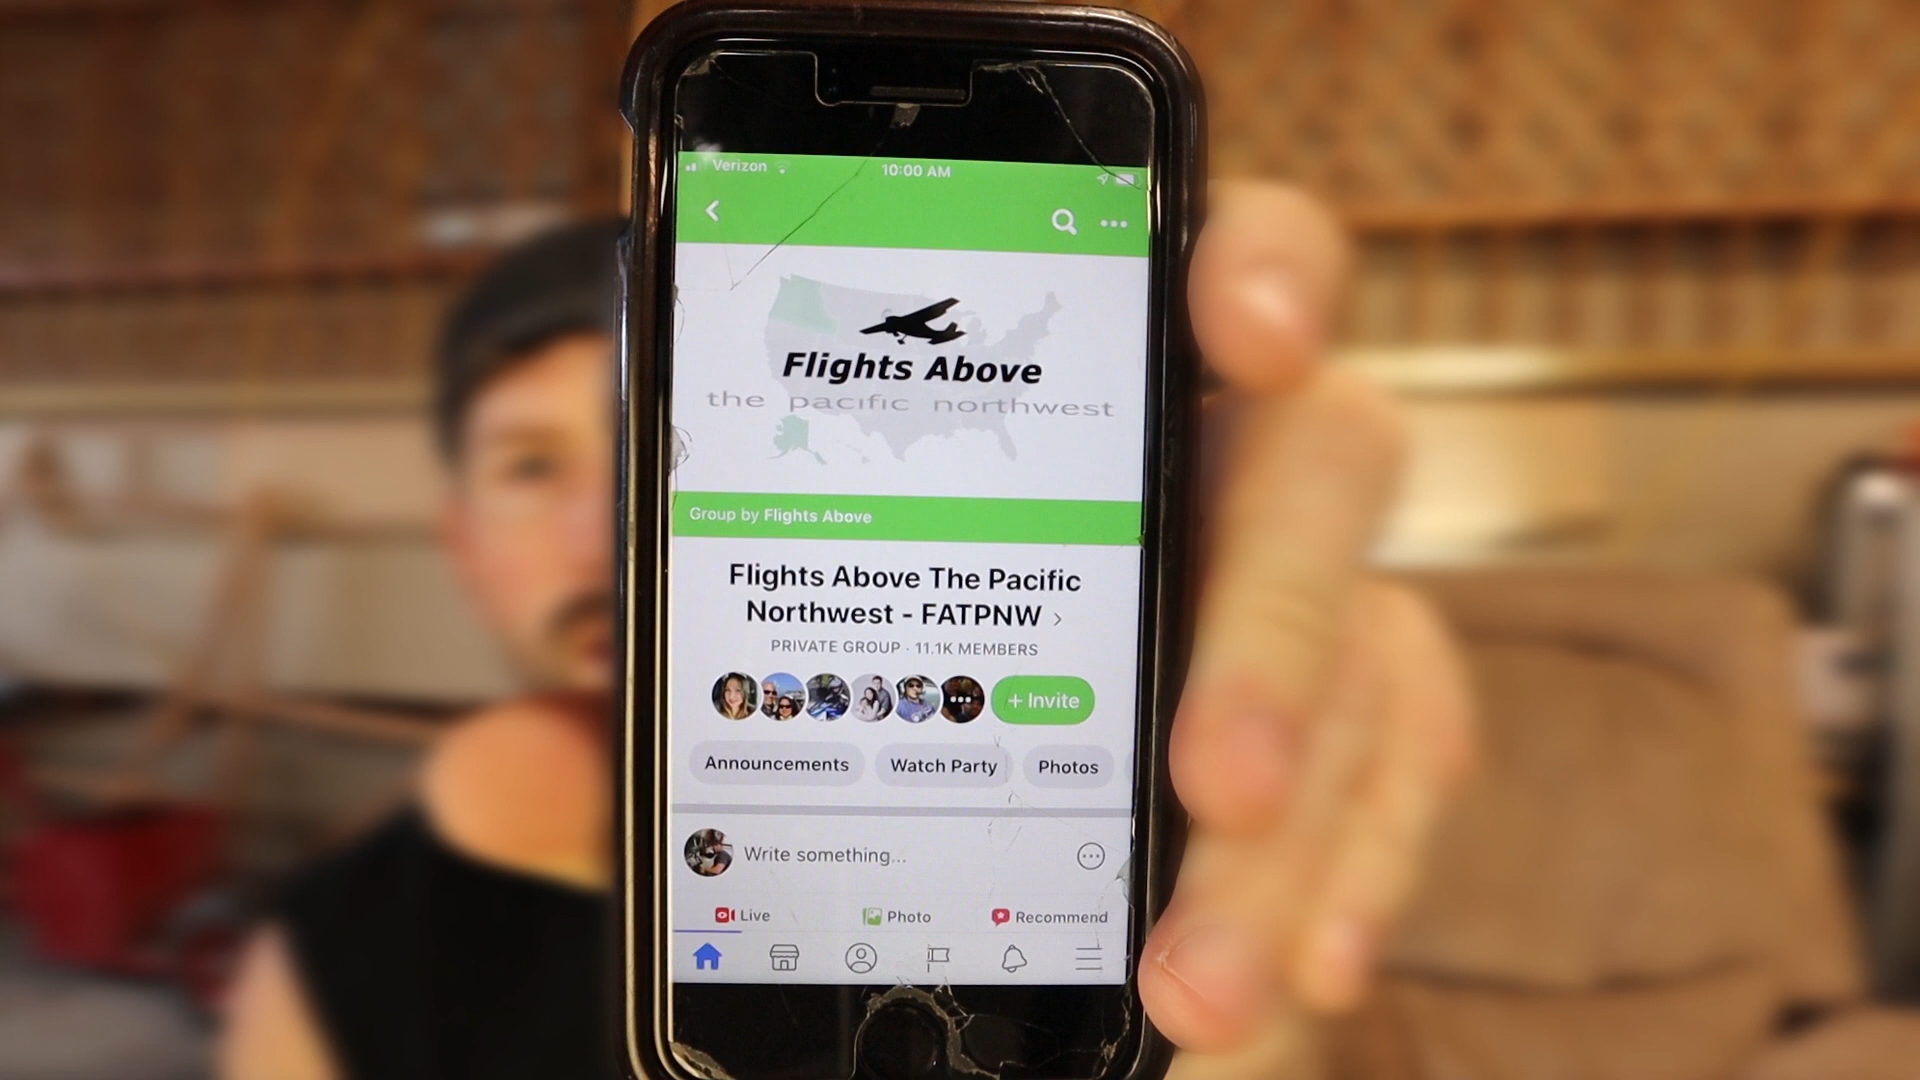 Verizon 10:00 AM
Flights Above
the pacific northwest
Group by Flights Above
Flights Above The Pacific
Northwest - FATPNW
PRIVATE GROUP · 11.1K MEMBERS
+ Invite
Announcements Watch Party Photos
Write something...
Live Photo Recommend